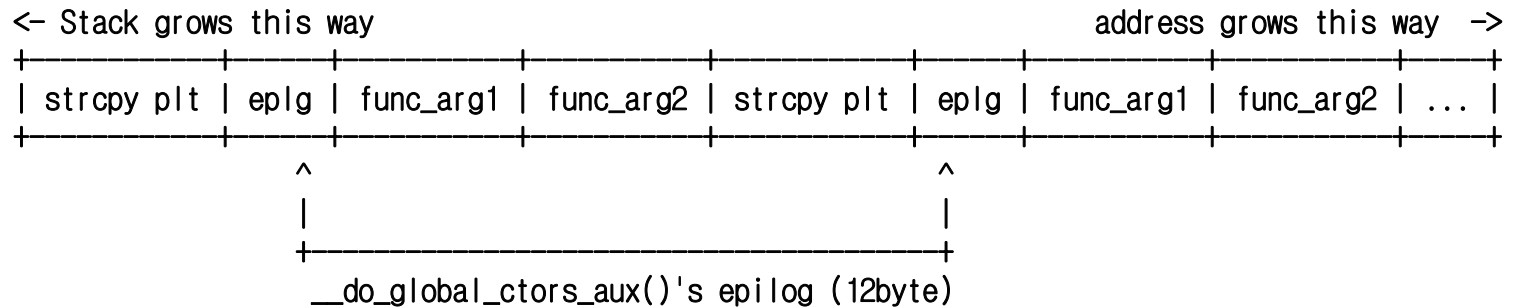 <- Stack grows this way address grows this way ->
| strcpy plt | eplg | func_arg1 | func_arg2 | strcpy plt | eplg | func_arg1 | func_arg2 | ... |
__do_global_ctors_aux()'s epilog (12byte)